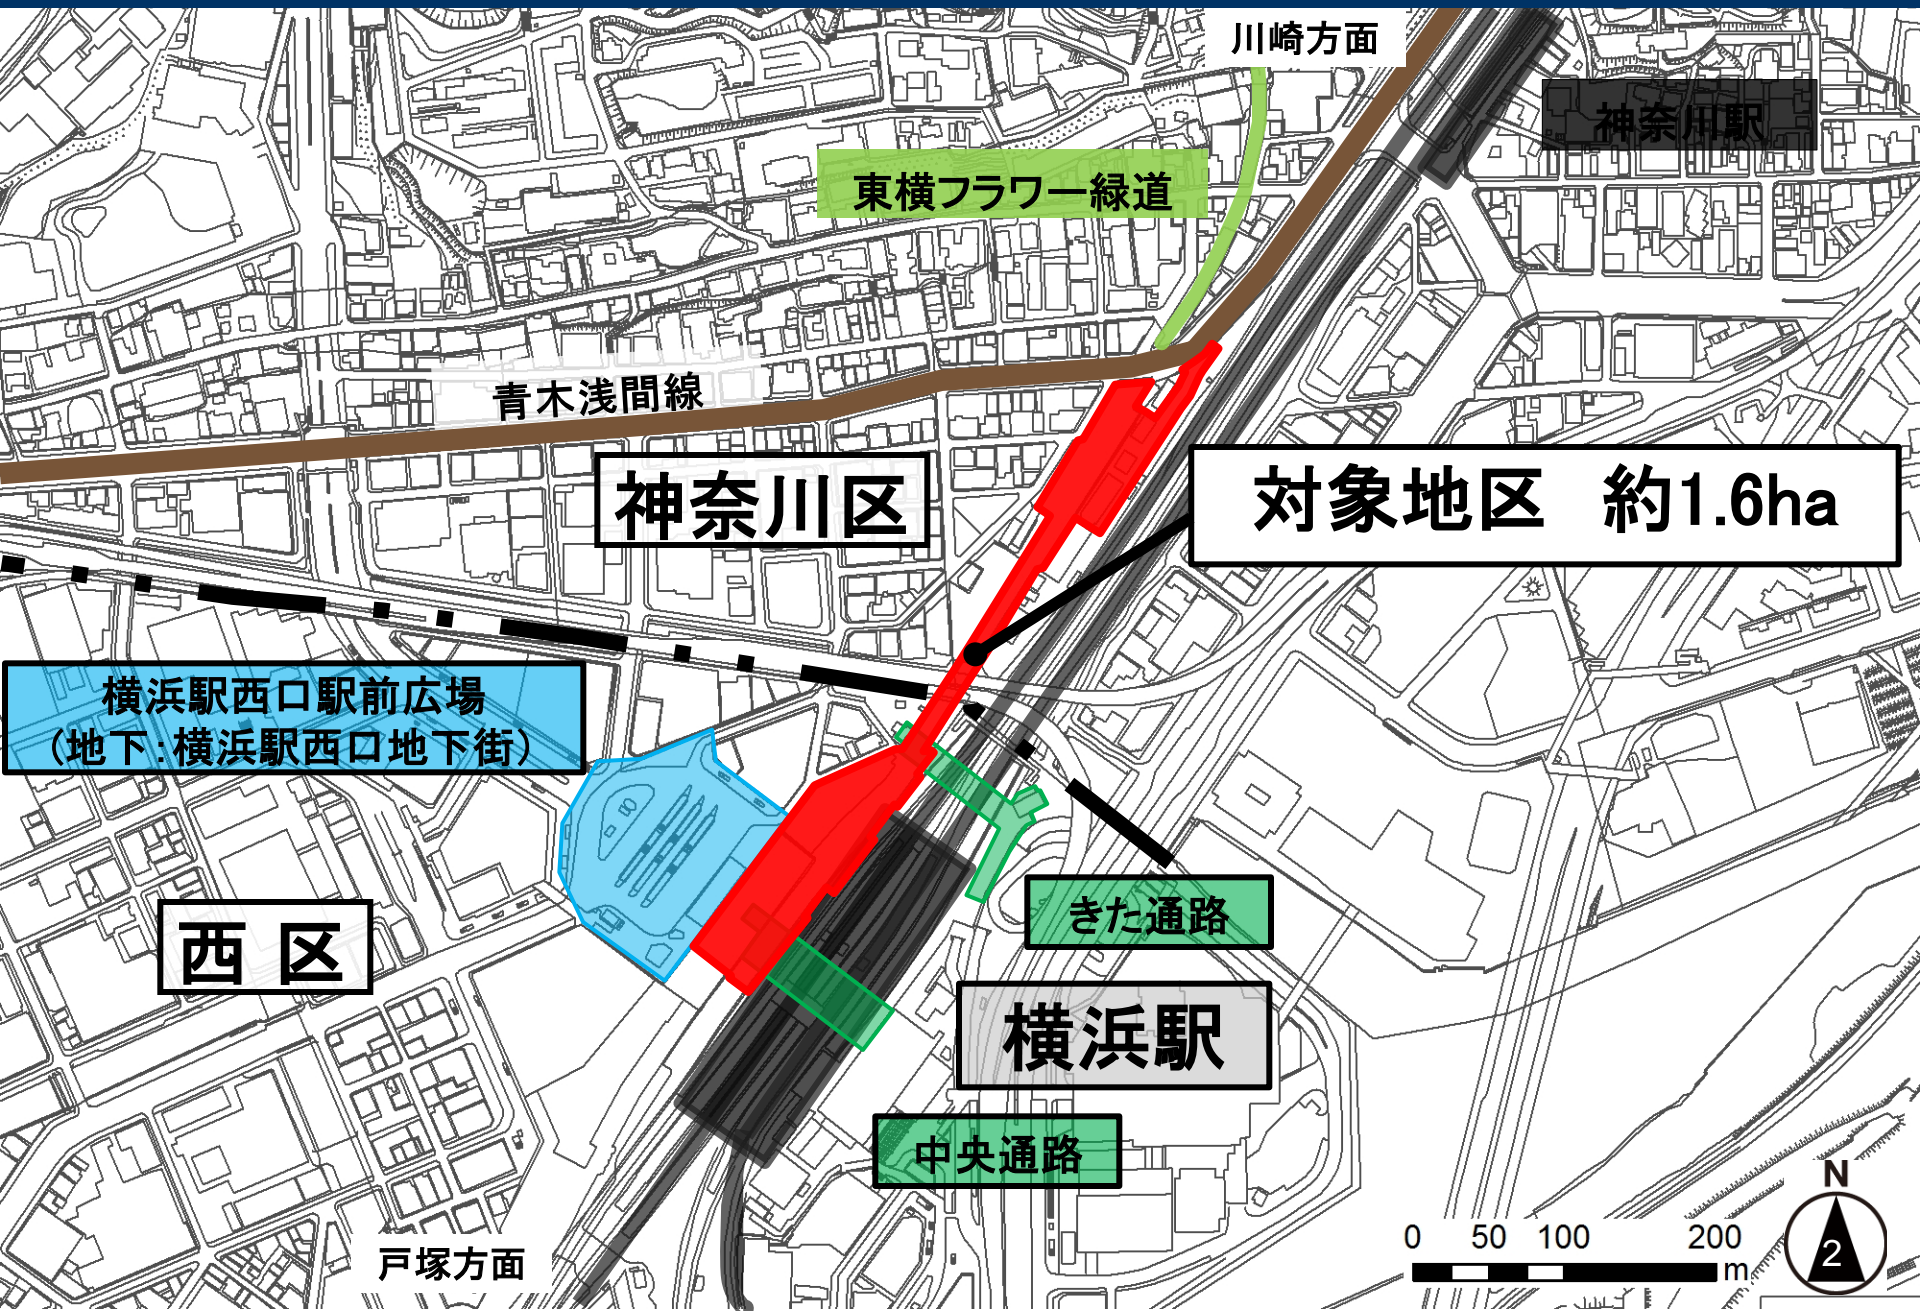 川崎方面
神奈川駅
東横フラワー緑道
青木浅間線
神奈川区
対象地区 約1.6ha
横浜駅西口駅前広場
(地下:横浜駅西口地下街)
西 区
きた通路
横浜駅
中央通路
戸塚方面
0 50 100 200
m
N
2